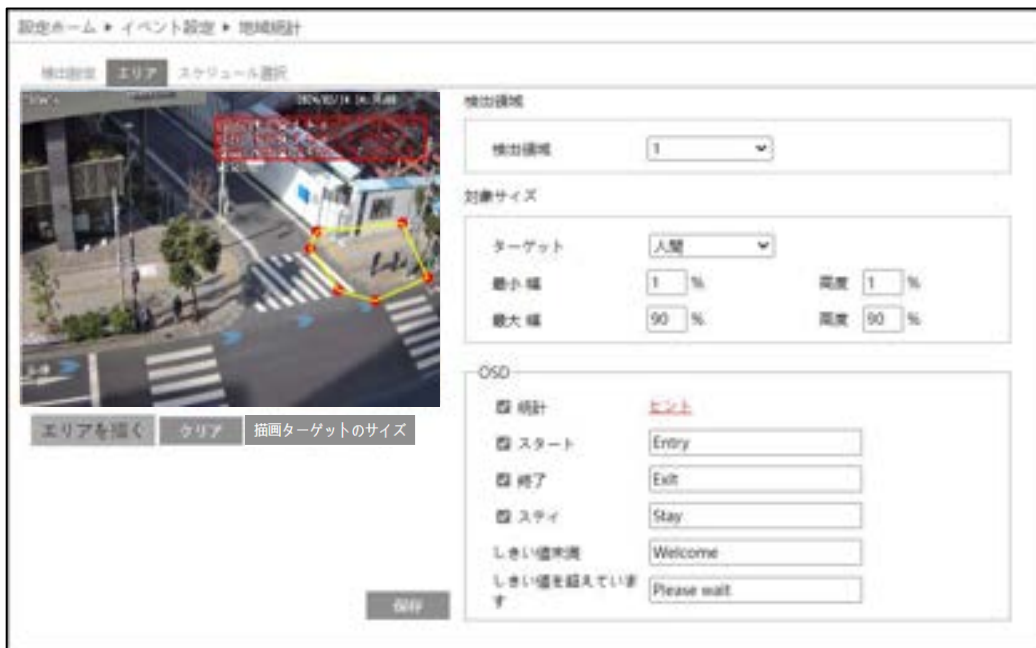 設定ホーム ▶ イベント設定 ▶ 地域統計
検出設定 エリア スケジュール選択
検出領域
検出領域 1
対象サイズ
ターゲット 人間
最小 幅 1 % 高度 1 %
最大 幅 90 % 高度 90 %
OSD
統計 ヒント
スタート Entry
終了 Exit
ステイ Stay
しきい値未満 Welcome
しきい値を超えていま
す Please wait
エリアを描く クリア 描画ターゲットのサイズ
保存